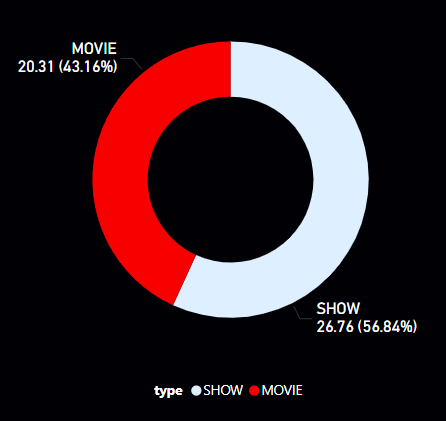 MOVIE
20.31 (43.16%)
SHOW
26.76 (56.84%)
type SHOW MOVIE